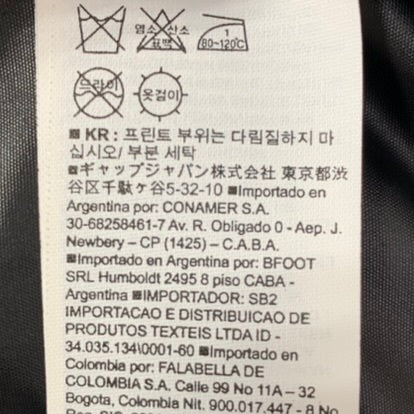 염소 산소
표백
1
80~120℃
드라이
옷걸이
■ KR : 프린트 부위는 다림질하지 마
십시오/ 부분 세탁
■ギャップジャパン株式会社 東京都渋
谷区千駄ヶ谷5-32-10 ■Importado en
Argentina por: CONAMER S.A.
30-68258461-7 Av. R. Obligado 0 - Aep. J.
Newbery – CP (1425) – C.A.B.A.
■Importado en Argentina por: BFOOT
SRL Humboldt 2495 8 piso CABA -
Argentina ■IMPORTADOR: SB2
IMPORTACAO E DISTRIBUICAO DE
PRODUTOS TEXTEIS LTDA ID -
34.035.134\0001-60 ■Importado en
Colombia por: FALABELLA DE
COLOMBIA S.A. Calle 99 No 11A – 32
Bogota, Colombia Nit. 900.017.447 - 8 No